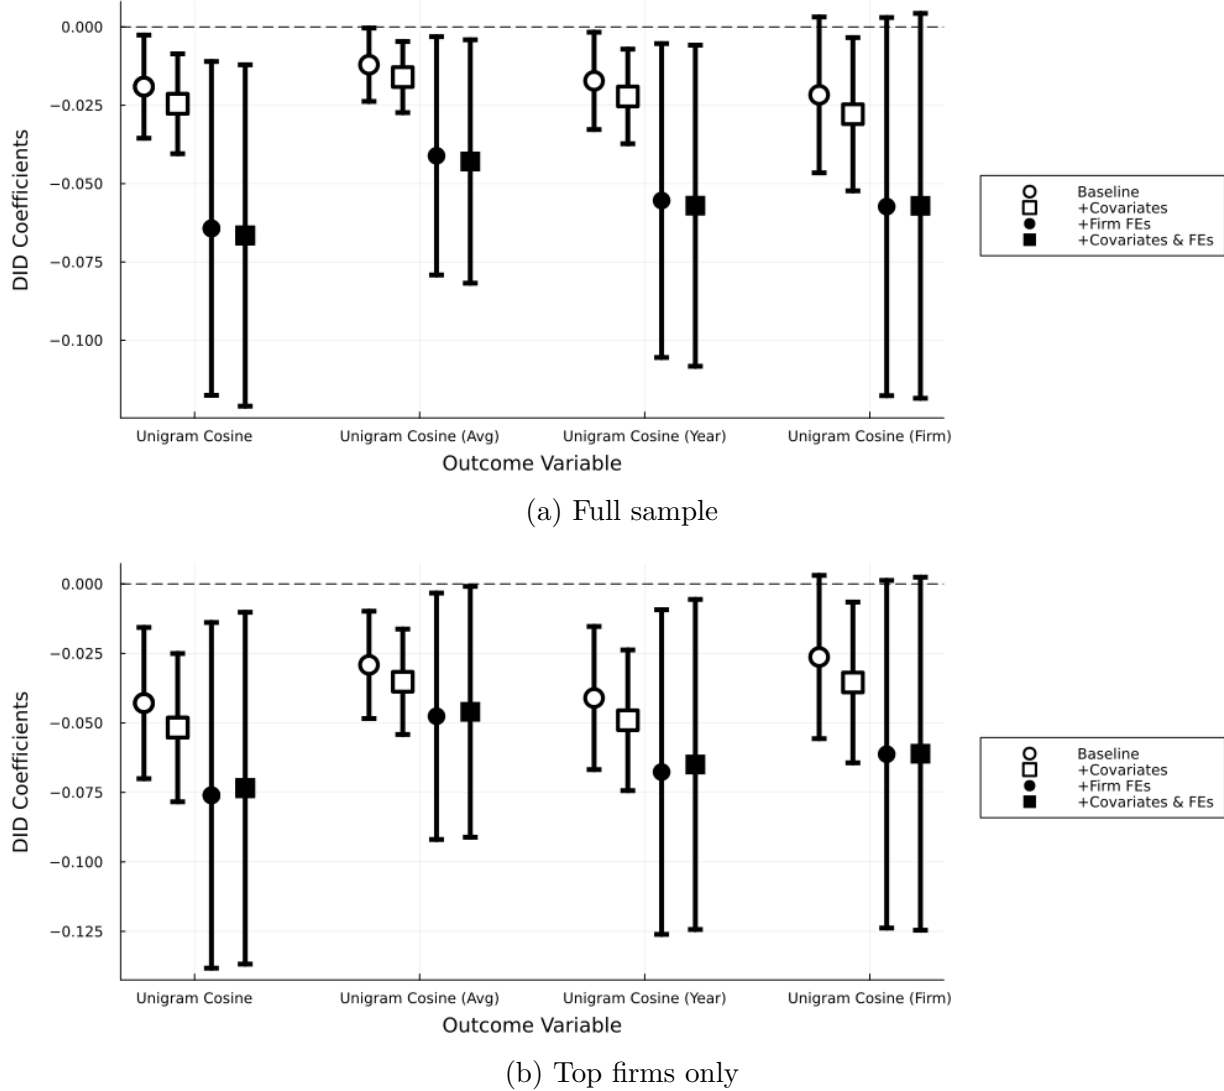 0.000
−0.025
−0.050
−0.075
−0.100
DID Coefficients
Unigram Cosine
Unigram Cosine (Avg)
Unigram Cosine (Year)
Unigram Cosine (Firm)
Outcome Variable
Baseline
+Covariates
+Firm FEs
+Covariates & FEs
(a) Full sample
0.000
−0.025
−0.050
−0.075
−0.100
−0.125
DID Coefficients
Unigram Cosine
Unigram Cosine (Avg)
Unigram Cosine (Year)
Unigram Cosine (Firm)
Outcome Variable
Baseline
+Covariates
+Firm FEs
+Covariates & FEs
(b) Top firms only